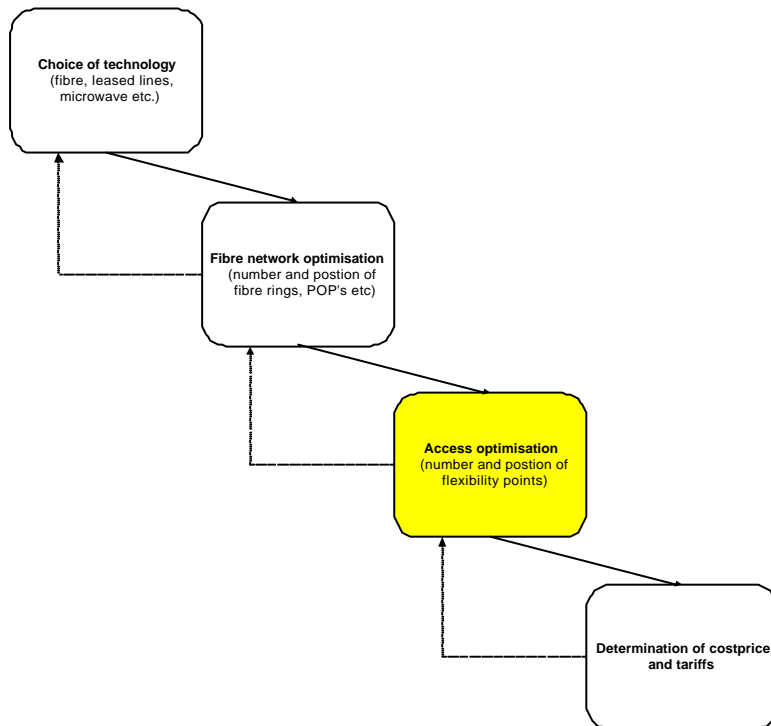 Choice of technology
(fibre, leased lines,
microwave etc.)
Fibre network optimisation
(number and postion of
fibre rings, POP's etc)
Access optimisation
(number and postion of
flexibility points)
Determination of costprice
and tariffs